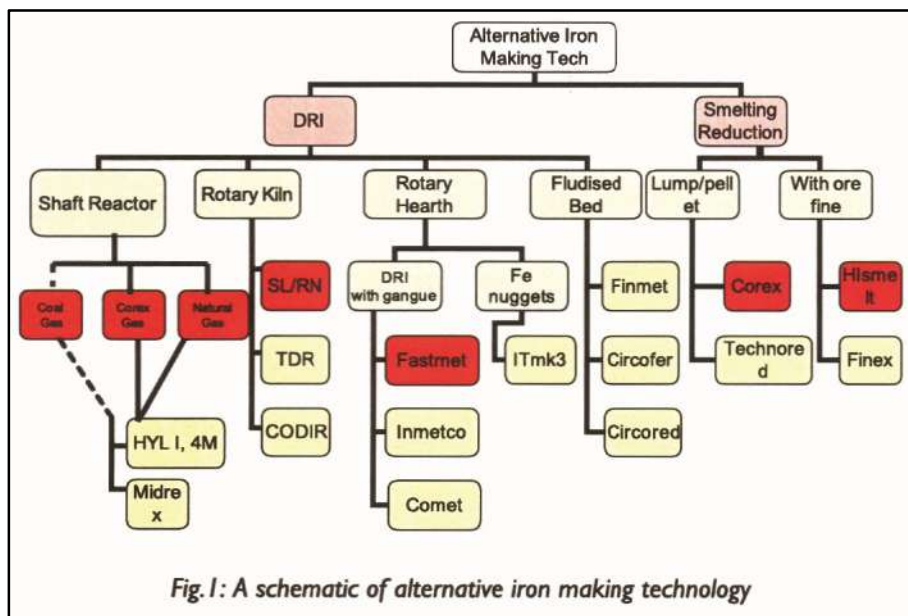 Alternative Iron
Making Tech
DRI
Smelting
Reduction
Shaft Reactor
Rotary Kiln
Rotary
Hearth
Fludised
Bed
Lump/pell
et
With ore
fine
Coal
Gas
Corex
Gas
Natural
Gas
SL/RN
DRI
with gangue
Fe
nuggets
Finmet
Corex
HIsme
lt
TDR
Fastmet
ITmk3
Circofer
Technore
d
Finex
HYL I, 4M
CODIR
Inmetco
Circored
Midre
x
Comet
Fig.1: A schematic of alternative iron making technology